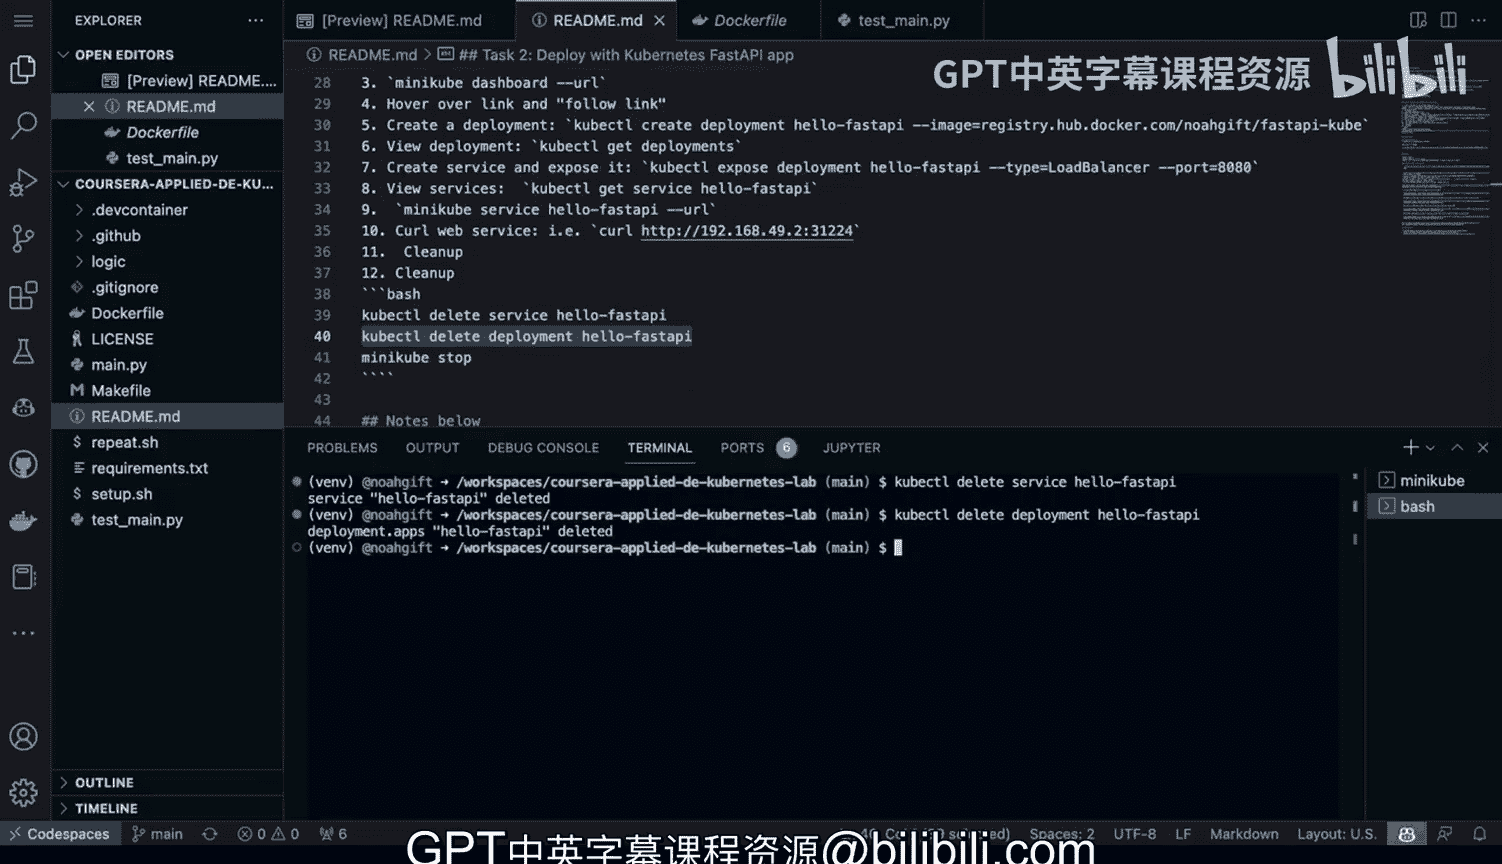 EXPLORER
[Preview] README.md
README.md
Dockerfile
test_main.py
OPEN EDITORS
[Preview] README....
README.md
Dockerfile
test_main.py
COURSERA-APPLIED-DE-KU...
.devcontainer
.github
logic
.gitignore
Dockerfile
LICENSE
main.py
Makefile
README.md
repeat.sh
requirements.txt
setup.sh
test_main.py
OUTLINE
TIMELINE
README.md > ## Task 2: Deploy with Kubernetes FastAPI app
GPT中英字幕课程资源 bilibili
28 3. `minikube dashboard --url`
29 4. Hover over link and "follow link"
30 5. Create a deployment: `kubectl create deployment hello-fastapi --image=registry.hub.docker.com/noahgift/fastapi-kube`
31 6. View deployment: `kubectl get deployments`
32 7. Create service and expose it: `kubectl expose deployment hello-fastapi --type=LoadBalancer --port=8080`
33 8. View services:  `kubectl get service hello-fastapi`
34 9.  `minikube service hello-fastapi --url`
35 10. Curl web service: i.e. `curl http://192.168.49.2:31224`
36 11.  Cleanup
37 12. Cleanup
38 ```bash
39 kubectl delete service hello-fastapi
40 kubectl delete deployment hello-fastapi
41 minikube stop
42 ````
43
44 ## Notes below
PROBLEMS OUTPUT DEBUG CONSOLE TERMINAL PORTS 6 JUPYTER
(venv) @noahgift ➜ /workspaces/coursera-applied-de-kubernetes-lab (main) $ kubectl delete service hello-fastapi
service "hello-fastapi" deleted
(venv) @noahgift ➜ /workspaces/coursera-applied-de-kubernetes-lab (main) $ kubectl delete deployment hello-fastapi
deployment.apps "hello-fastapi" deleted
(venv) @noahgift ➜ /workspaces/coursera-applied-de-kubernetes-lab (main) $
minikube
bash
Codespaces main 0 0 6 Spaces: 2 UTF-8 LF Markdown Layout: U.S.
GPT中英字幕课程资源@bilibili.com